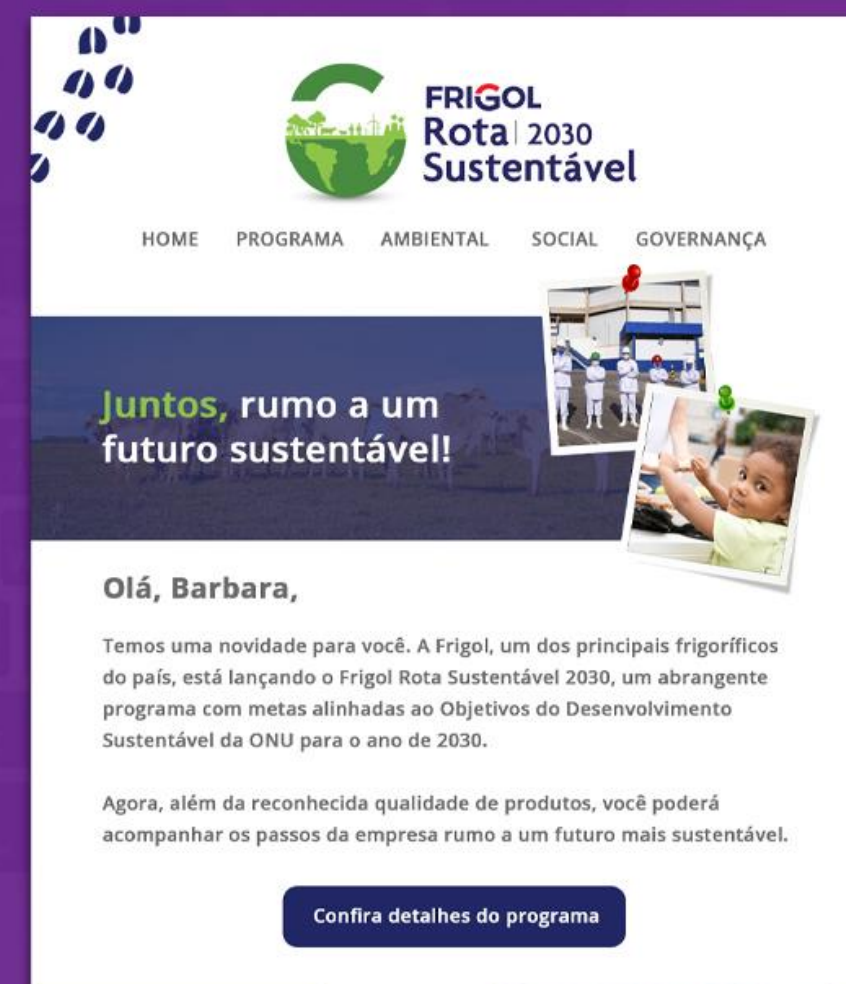 FRIGOL
Rota | 2030
Sustentável
HOME PROGRAMA AMBIENTAL SOCIAL GOVERNANÇA
Juntos, rumo a um
futuro sustentável!
Olá, Barbara,
Temos uma novidade para você. A Frigol, um dos principais frigoríficos
do país, está lançando o Frigol Rota Sustentável 2030, um abrangente
programa com metas alinhadas ao Objetivos do Desenvolvimento
Sustentável da ONU para o ano de 2030.
Agora, além da reconhecida qualidade de produtos, você poderá
acompanhar os passos da empresa rumo a um futuro mais sustentável.
Confira detalhes do programa